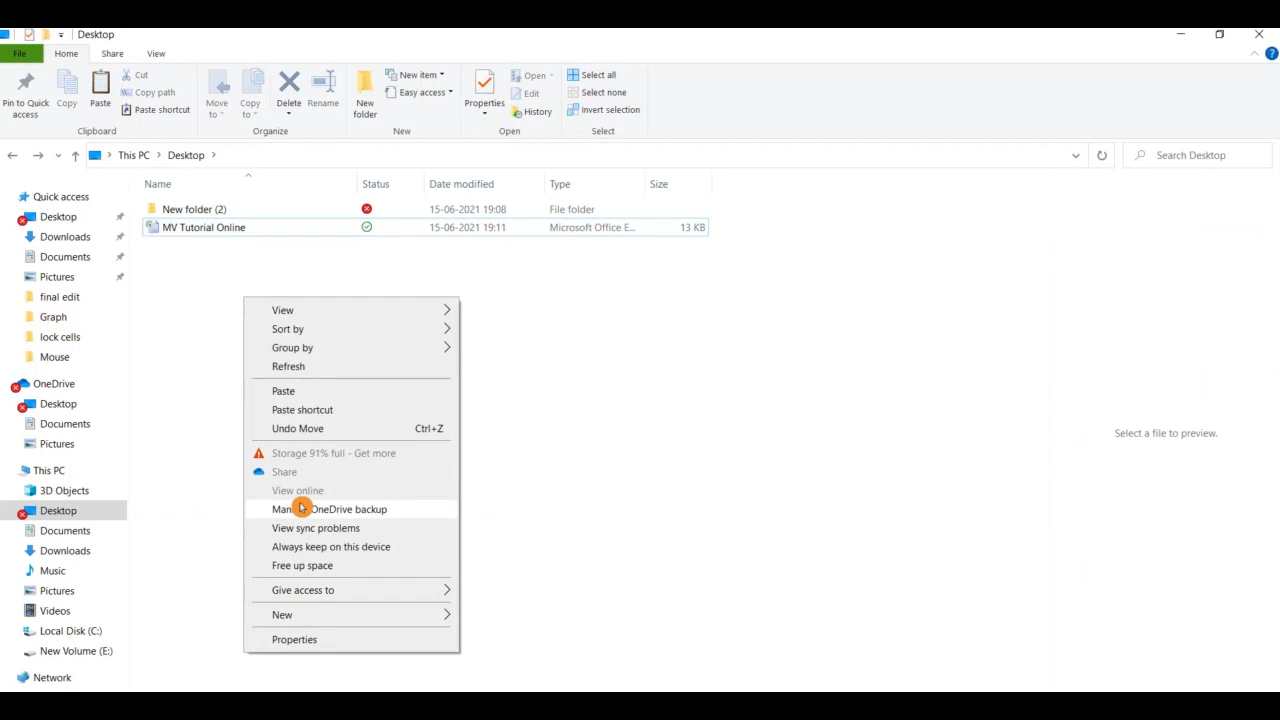 Desktop
File Home Share View
Pin to Quick access
Copy
Paste
Cut
Copy path
Paste shortcut
Clipboard
Move to
Copy to
Delete
Rename
Organize
New folder
New item
Easy access
New
Properties
Open
Edit
History
Open
Select all
Select none
Invert selection
Select
This PC Desktop
Search Desktop
Name Status Date modified Type Size
New folder (2) 15-06-2021 19:08 File folder
MV Tutorial Online 15-06-2021 19:11 Microsoft Office E... 13 KB
Quick access
Desktop
Downloads
Documents
Pictures
final edit
Graph
lock cells
Mouse
OneDrive
Desktop
Documents
Pictures
This PC
3D Objects
Desktop
Documents
Downloads
Music
Pictures
Videos
Local Disk (C:)
New Volume (E:)
Network
View
Sort by
Group by
Refresh
Paste
Paste shortcut
Undo Move Ctrl+Z
Storage 91% full - Get more
Share
View online
OneDrive backup
View sync problems
Always keep on this device
Free up space
Give access to
New
Properties
Select a file to preview.